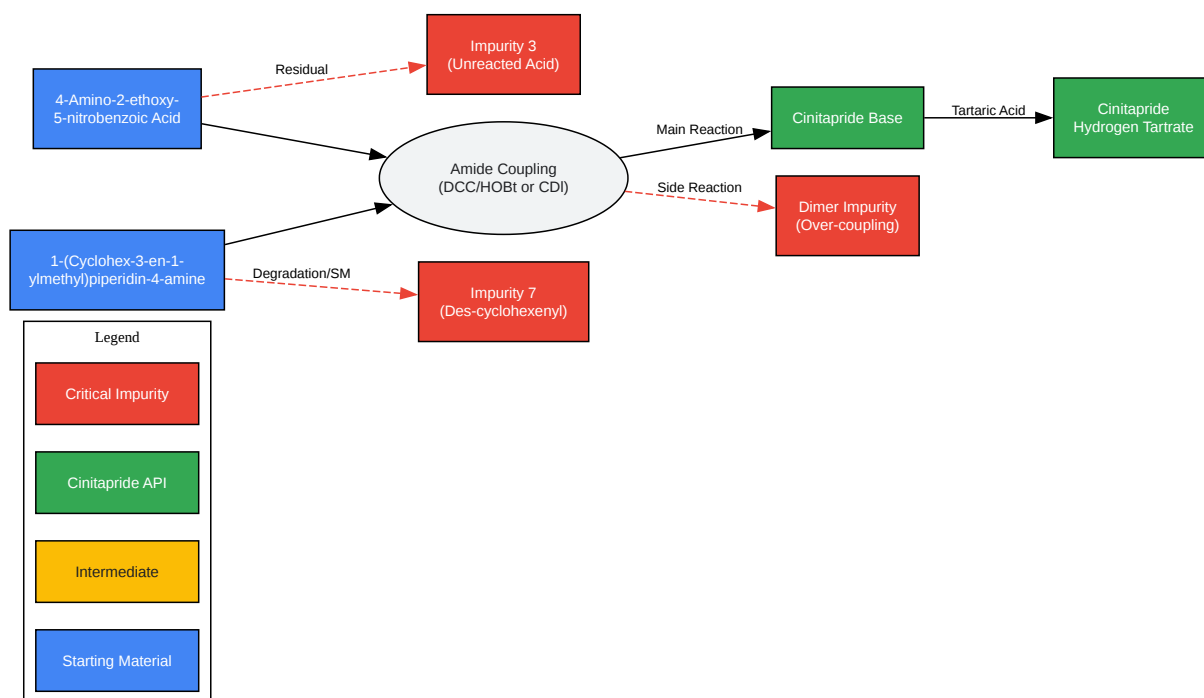 Impurity 3
(Unreacted Acid)
Residual
4-Amino-2-ethoxy-
5-nitrobenzoic Acid
Amide Coupling
(DCC/HOBt or CDI)
Main Reaction
Cinitapride Base
Tartaric Acid
Cinitapride
Hydrogen Tartrate
Side Reaction
Dimer Impurity
(Over-coupling)
1-(Cyclohex-3-en-1-
ylmethyl)piperidin-4-amine
Degradation/SM
Impurity 7
(Des-cyclohexenyl)
Legend
Critical Impurity
Cinitapride API
Intermediate
Starting Material